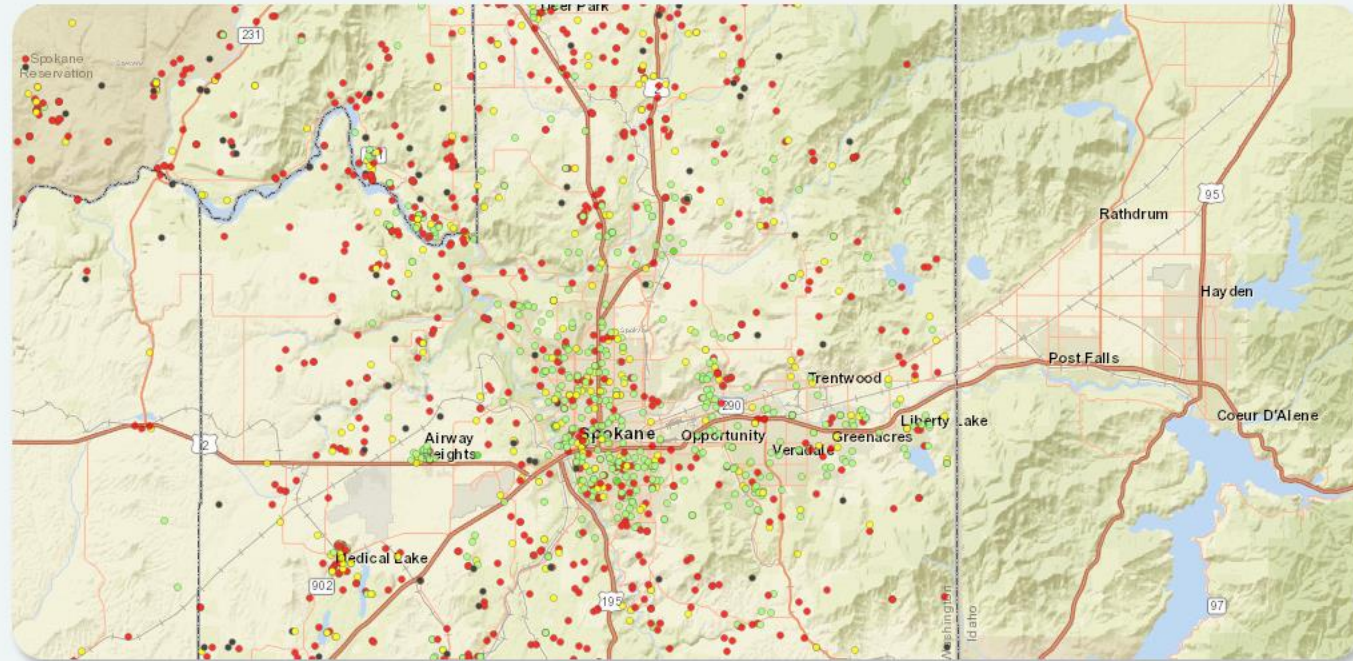 Deer Park
231
Spokane
Reservation
2
95
Rathdrum
Hayden
Post Falls
Trentwood
290
Coeur D'Alene
Liberty Lake
Spokane
Opportunity
Greenacres
Veradale
Airway
Heights
2
Medical Lake
902
195
97
Washington
Idaho